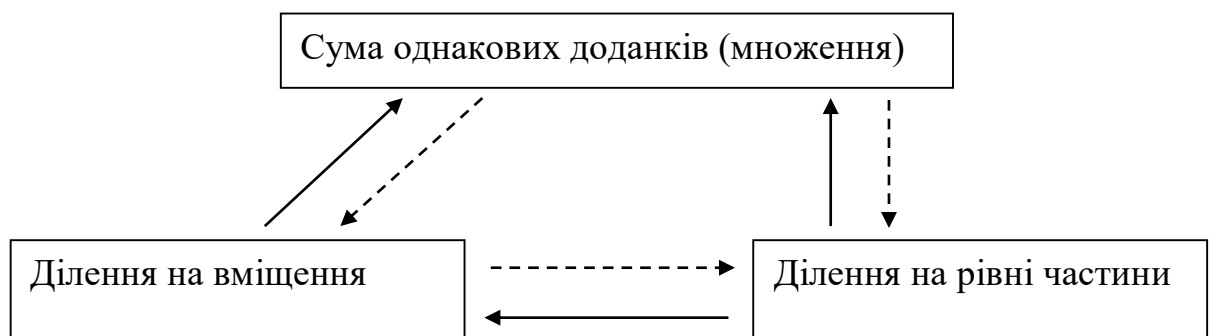 Сума однакових доданків (множення)
Ділення на вміщення
Ділення на рівні частини